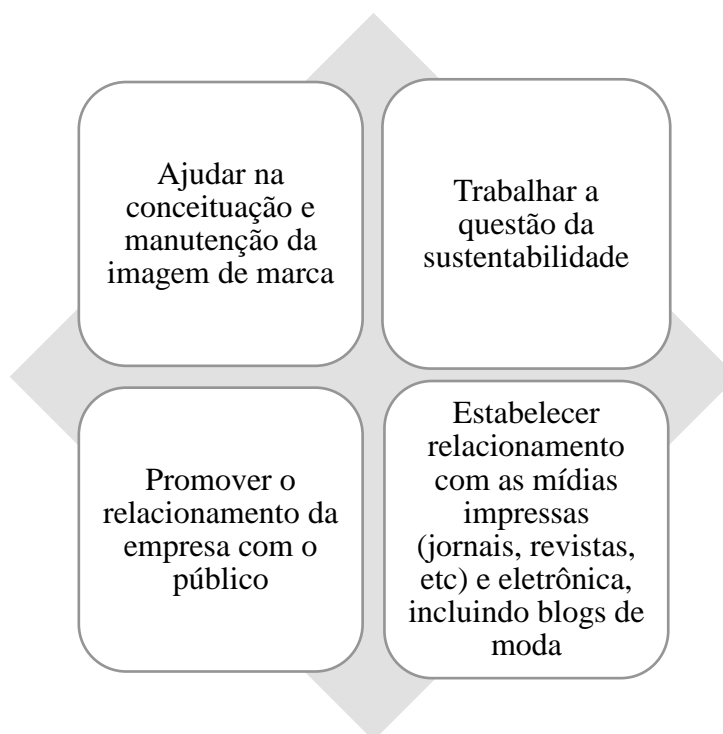 Ajudar na
conceituação e
manutenção da
imagem de marca
Trabalhar a
questão da
sustentabilidade
Promover o
relacionamento da
empresa com o
público
Estabelecer
relacionamento
com as mídias
impressas
(jornais, revistas,
etc) e eletrônica,
incluindo blogs de
moda